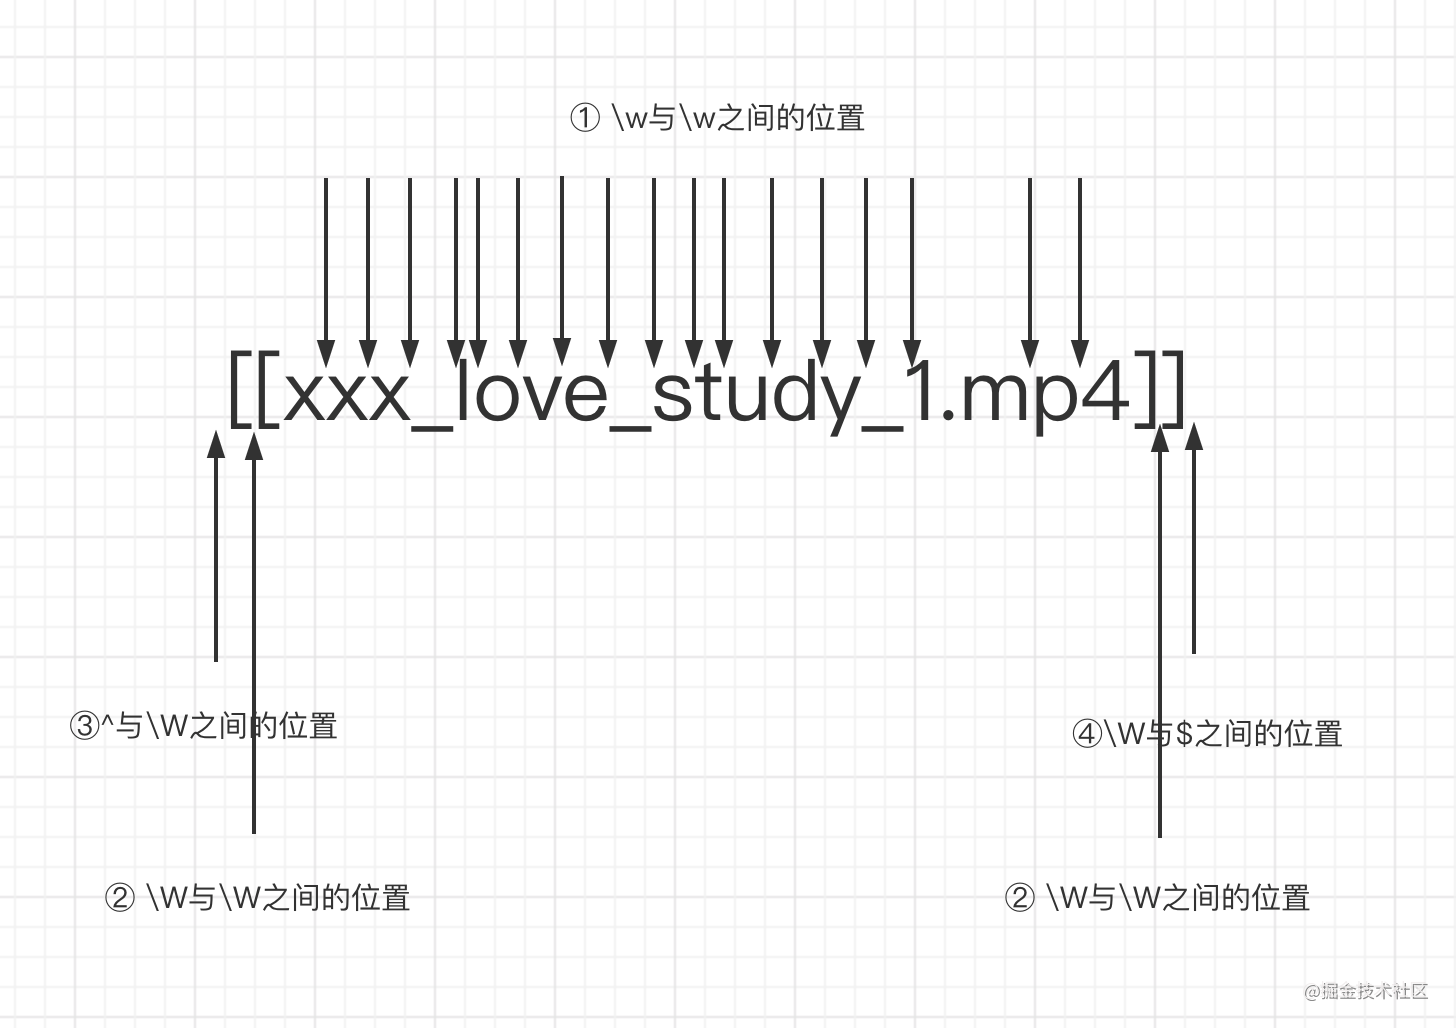 ① \w与\w之间的位置
[[xxx_love_study_1.mp4]]
③^与\W之间的位置
④\W与$之间的位置
② \W与\W之间的位置
② \W与\W之间的位置
@掘金技术社区